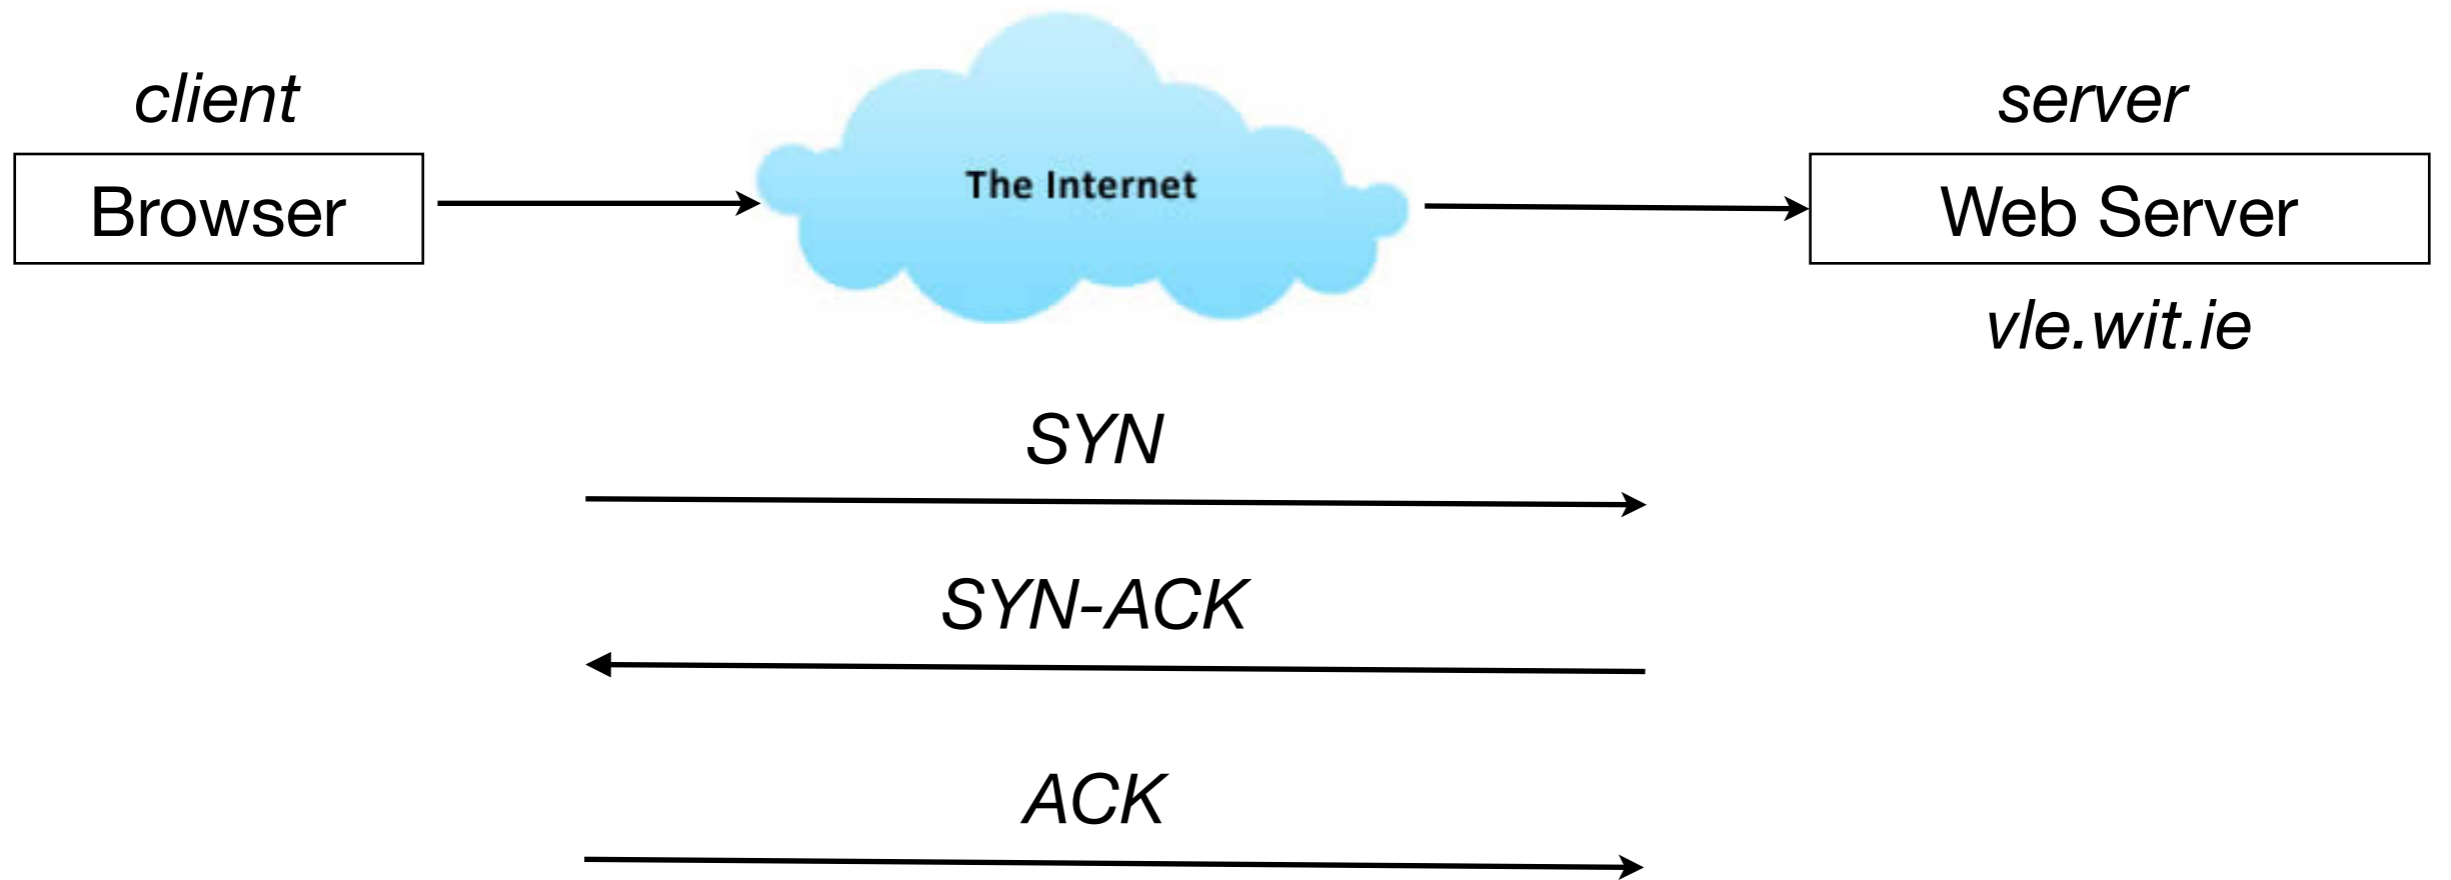 client
server
Browser
The Internet
Web Server
vle.wit.ie
SYN
SYN-ACK
ACK